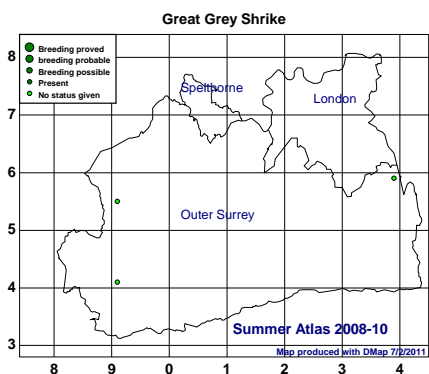 Great Grey Shrike
Breeding proved
breeding probable
Breeding possible
Present
No status given
8
7
6
5
4
3
Spelthorne
London
Outer Surrey
Summer Atlas 2008-10
Map produced with DMap 7/2/2011
8 9 0 1 2 3 4